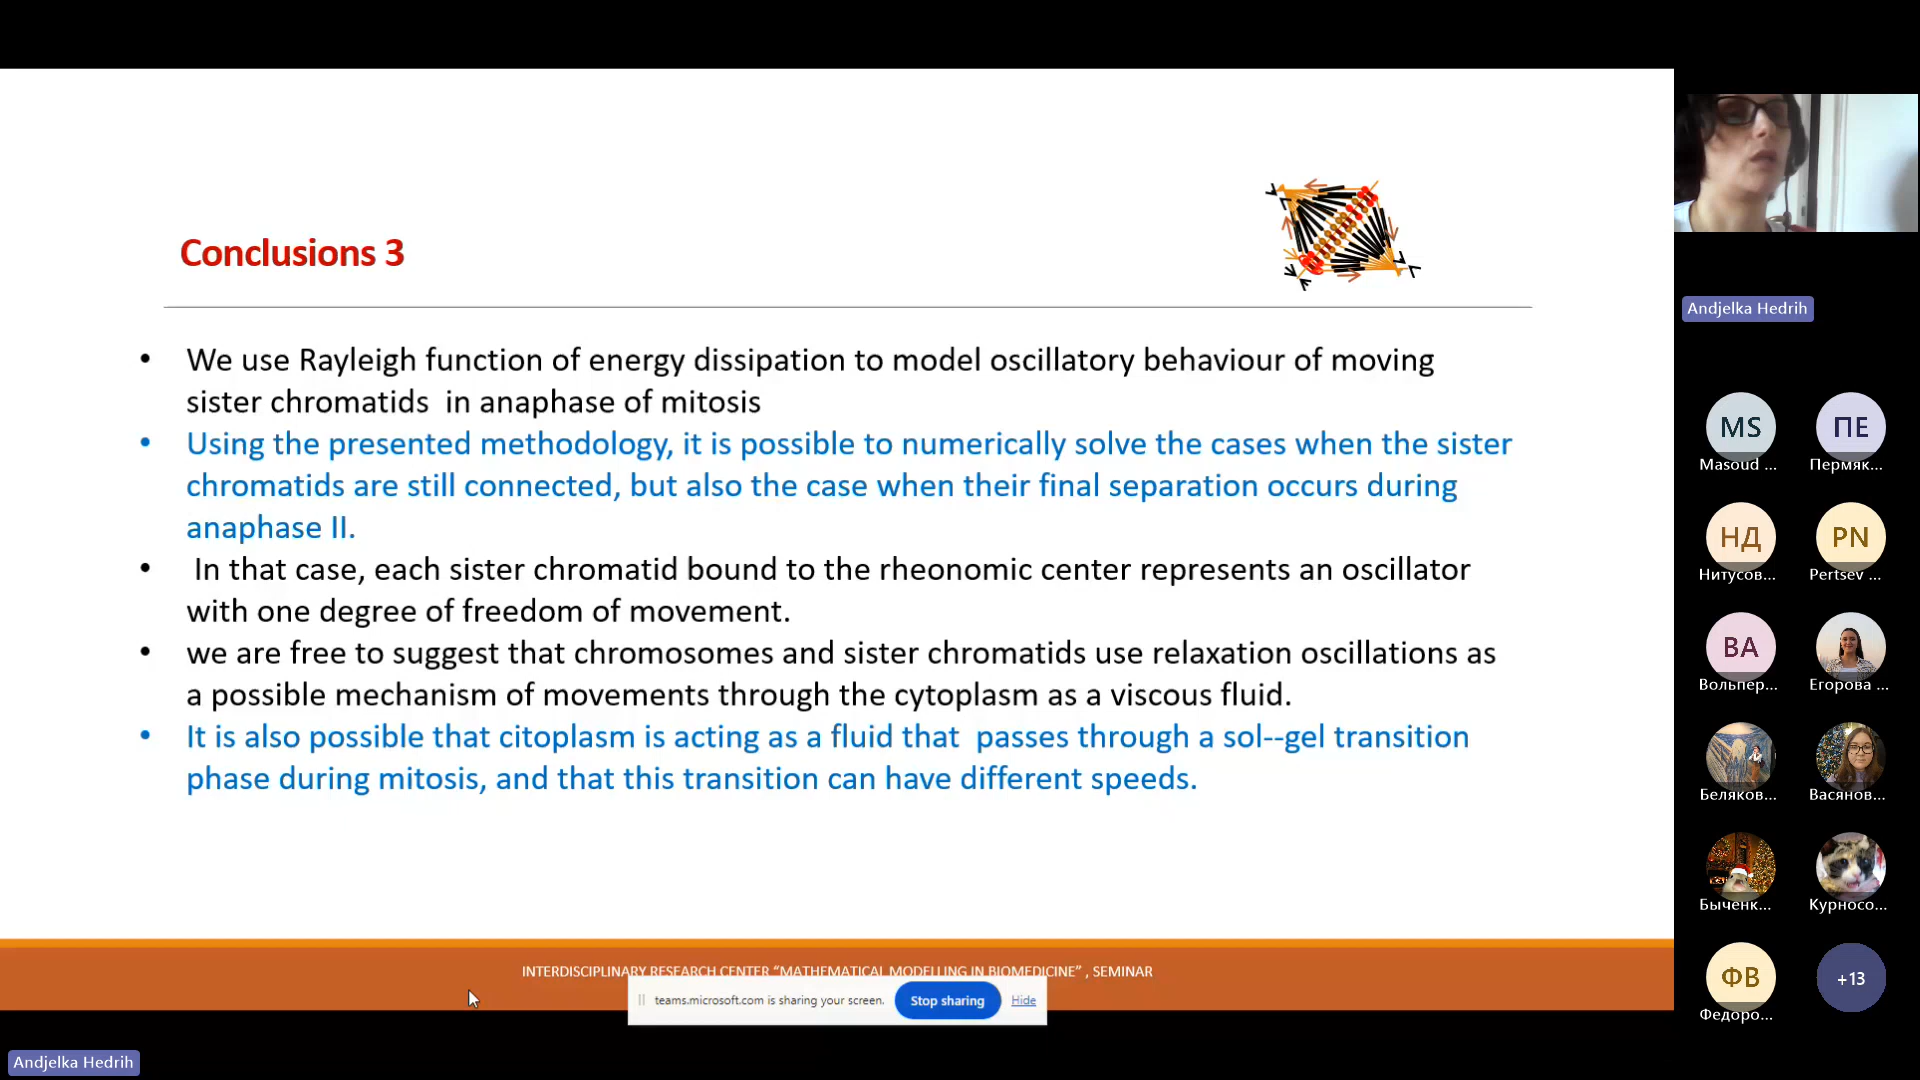 Conclusions 3
• We use Rayleigh function of energy dissipation to model oscillatory behaviour of moving
sister chromatids in anaphase of mitosis
• Using the presented methodology, it is possible to numerically solve the cases when the sister
chromatids are still connected, but also the case when their final separation occurs during
anaphase II.
• In that case, each sister chromatid bound to the rheonomic center represents an oscillator
with one degree of freedom of movement.
• we are free to suggest that chromosomes and sister chromatids use relaxation oscillations as
a possible mechanism of movements through the cytoplasm as a viscous fluid.
• It is also possible that citoplasm is acting as a fluid that passes through a sol--gel transition
phase during mitosis, and that this transition can have different speeds.
INTERDISCIPLINARY RESEARCH CENTER “MATHEMATICAL MODELLING IN BIOMEDICINE” , SEMINAR
teams.microsoft.com is sharing your screen. Stop sharing Hide
Andjelka Hedrih
Andjelka Hedrih
MS ПЕ
Masoud ... Пермяк...
НД PN
Нитусов... Pertsev ...
ВА
Вольпер... Егорова ...
Беляков... Васянов...
Быченк... Курносо...
ФВ +13
Федоро...